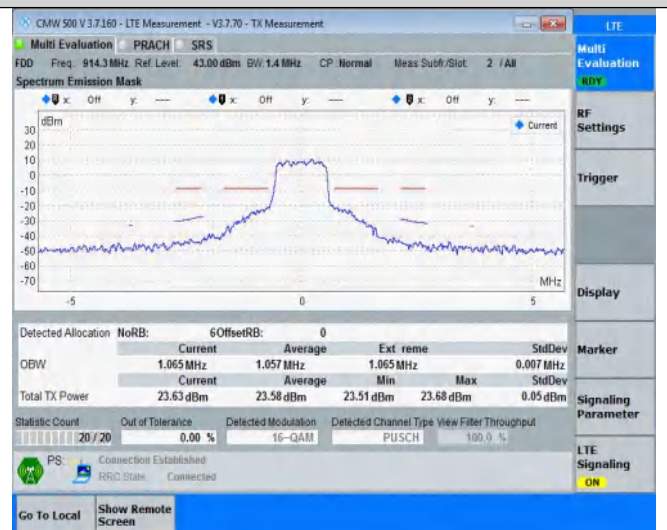 CMW 500 V 3.7.160 - LTE Measurement - V3.7.70 - TX Measurement
LTE
Multi Evaluation PRACH SRS
Multi Evaluation
RDY
FDD Freq: 914.3 MHz Ref. Level: 43.00 dBm BW: 1.4 MHz CP: Normal Meas Subfr./Slot: 2 / All
Spectrum Emission Mask
x: Off y: --- x: Off y: --- x: Off y: ---
dBm
Current
30
20
10
0
-10
-20
-30
-40
-50
-60
-70
MHz
-5 0 5
RF Settings
Trigger
Display
Marker
Signaling Parameter
LTE Signaling
ON
Detected Allocation NoRB: 6 OffsetRB: 0
Current Average Extreme StdDev
OBW 1.065 MHz 1.057 MHz 1.065 MHz 0.007 MHz
Current Average Min Max StdDev
Total TX Power 23.63 dBm 23.58 dBm 23.51 dBm 23.68 dBm 0.05 dBm
Statistic Count Out of Tolerance Detected Modulation Detected Channel Type View Filter Throughput
20 / 20 0.00 % 16-QAM PUSCH 100.0 %
PS: Connection Established
RRC State Connected
Go To Local
Show Remote Screen